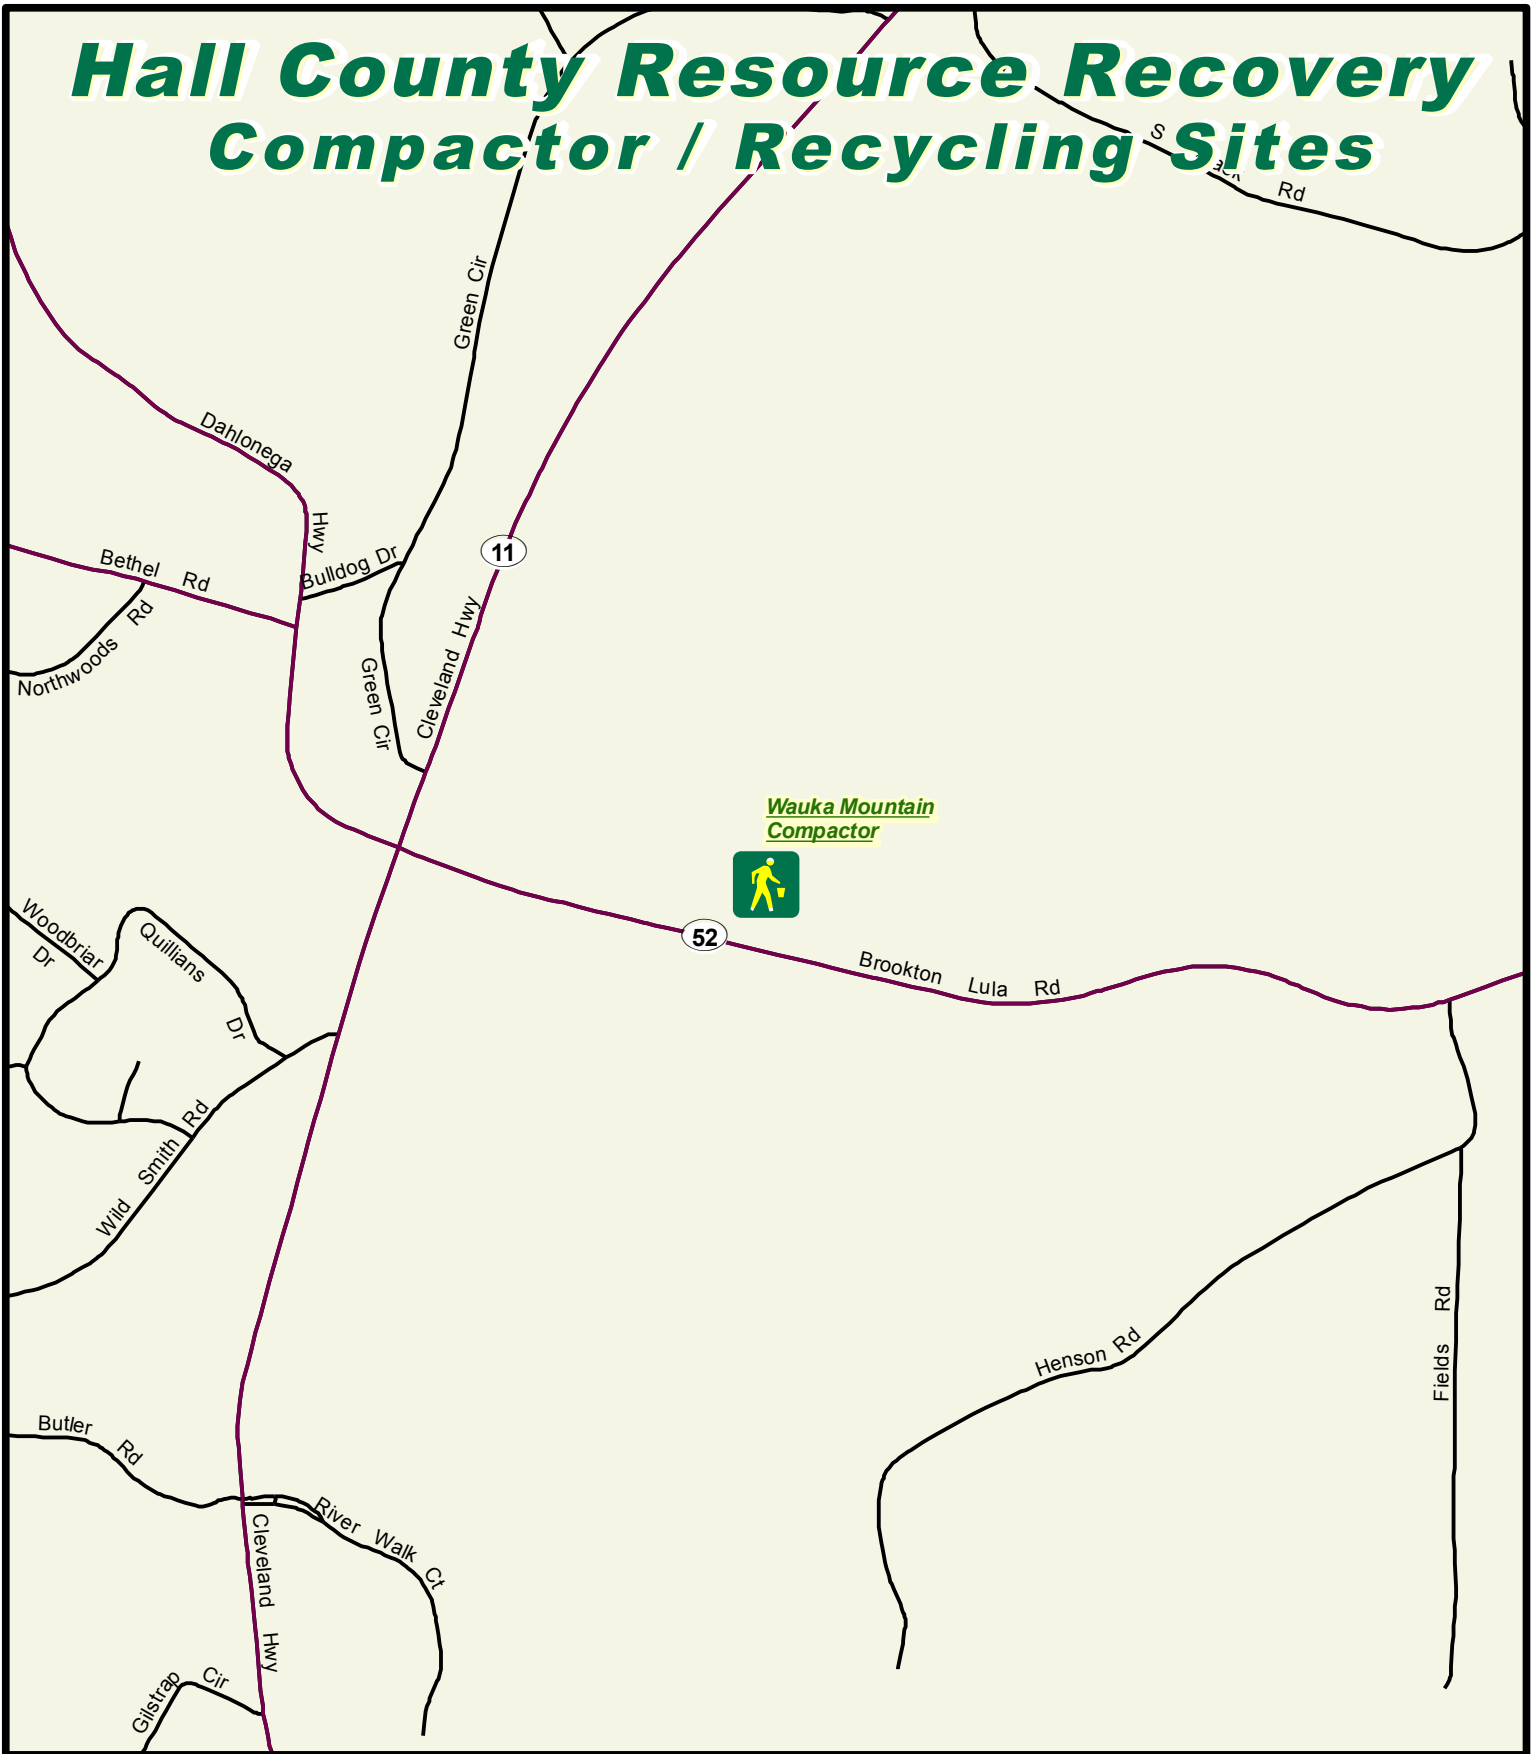 Hall County Resource Recovery
Compactor / Recycling Sites
S
Rd
Green Cir
Dahlonega
Hwy
11
Bethel Rd
Bulldog Dr
Northwoods Rd
Green Cir
Cleveland Hwy
Wauka Mountain
Compactor
Woodbriar
Dr
Quillians
Dr
52
Brookton Lula Rd
Wild Smith Rd
Henson Rd
Fields Rd
Butler Rd
River Walk Ct
Cleveland Hwy
Gilstrap Cir